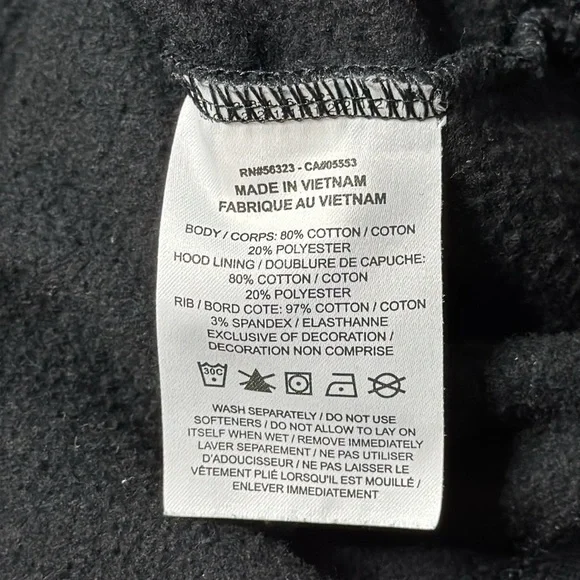 RN#56323 - CA#05553
MADE IN VIETNAM
FABRIQUE AU VIETNAM
BODY / CORPS: 80% COTTON / COTON
20% POLYESTER
HOOD LINING / DOUBLURE DE CAPUCHE:
80% COTTON / COTON
20% POLYESTER
RIB / BORD COTE: 97% COTTON / COTON
3% SPANDEX / ELASTHANNE
EXCLUSIVE OF DECORATION /
DECORATION NON COMPRISE
30C
WASH SEPARATELY / DO NOT USE
SOFTENERS / DO NOT ALLOW TO LAY ON
ITSELF WHEN WET / REMOVE IMMEDIATELY
LAVER SEPAREMENT / NE PAS UTILISER
D'ADOUCISSEUR / NE PAS LAISSER LE
VÊTEMENT PLIÉ LORSQU'IL EST MOUILLÉ /
ENLEVER IMMEDIATEMENT